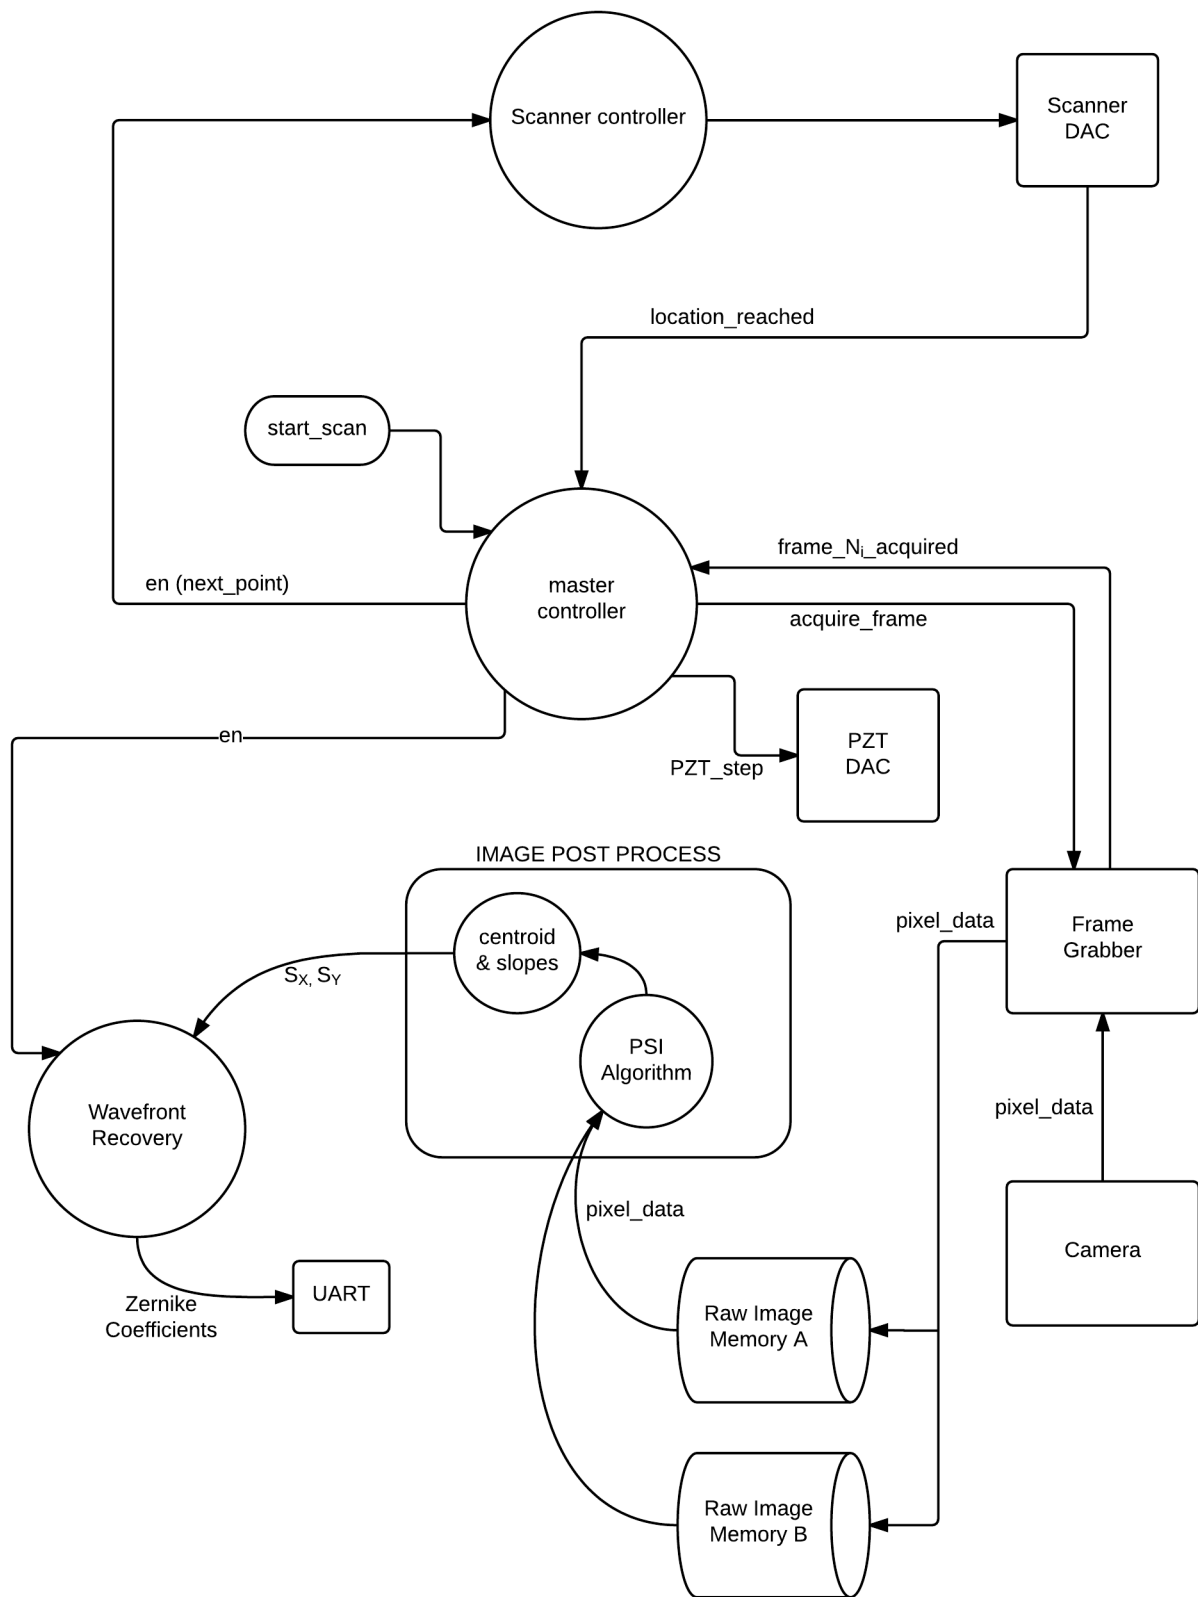 Scanner controller
Scanner
DAC
location_reached
start_scan
frame_Nᵢ_acquired
en (next_point)
master
controller
acquire_frame
en
PZT
DAC
PZT_step
IMAGE POST PROCESS
pixel_data
Frame
Grabber
centroid
& slopes
Sₓ, Sᵧ
PSI
Algorithm
Wavefront
Recovery
pixel_data
pixel_data
Camera
Zernike
Coefficients
UART
Raw Image
Memory A
Raw Image
Memory B